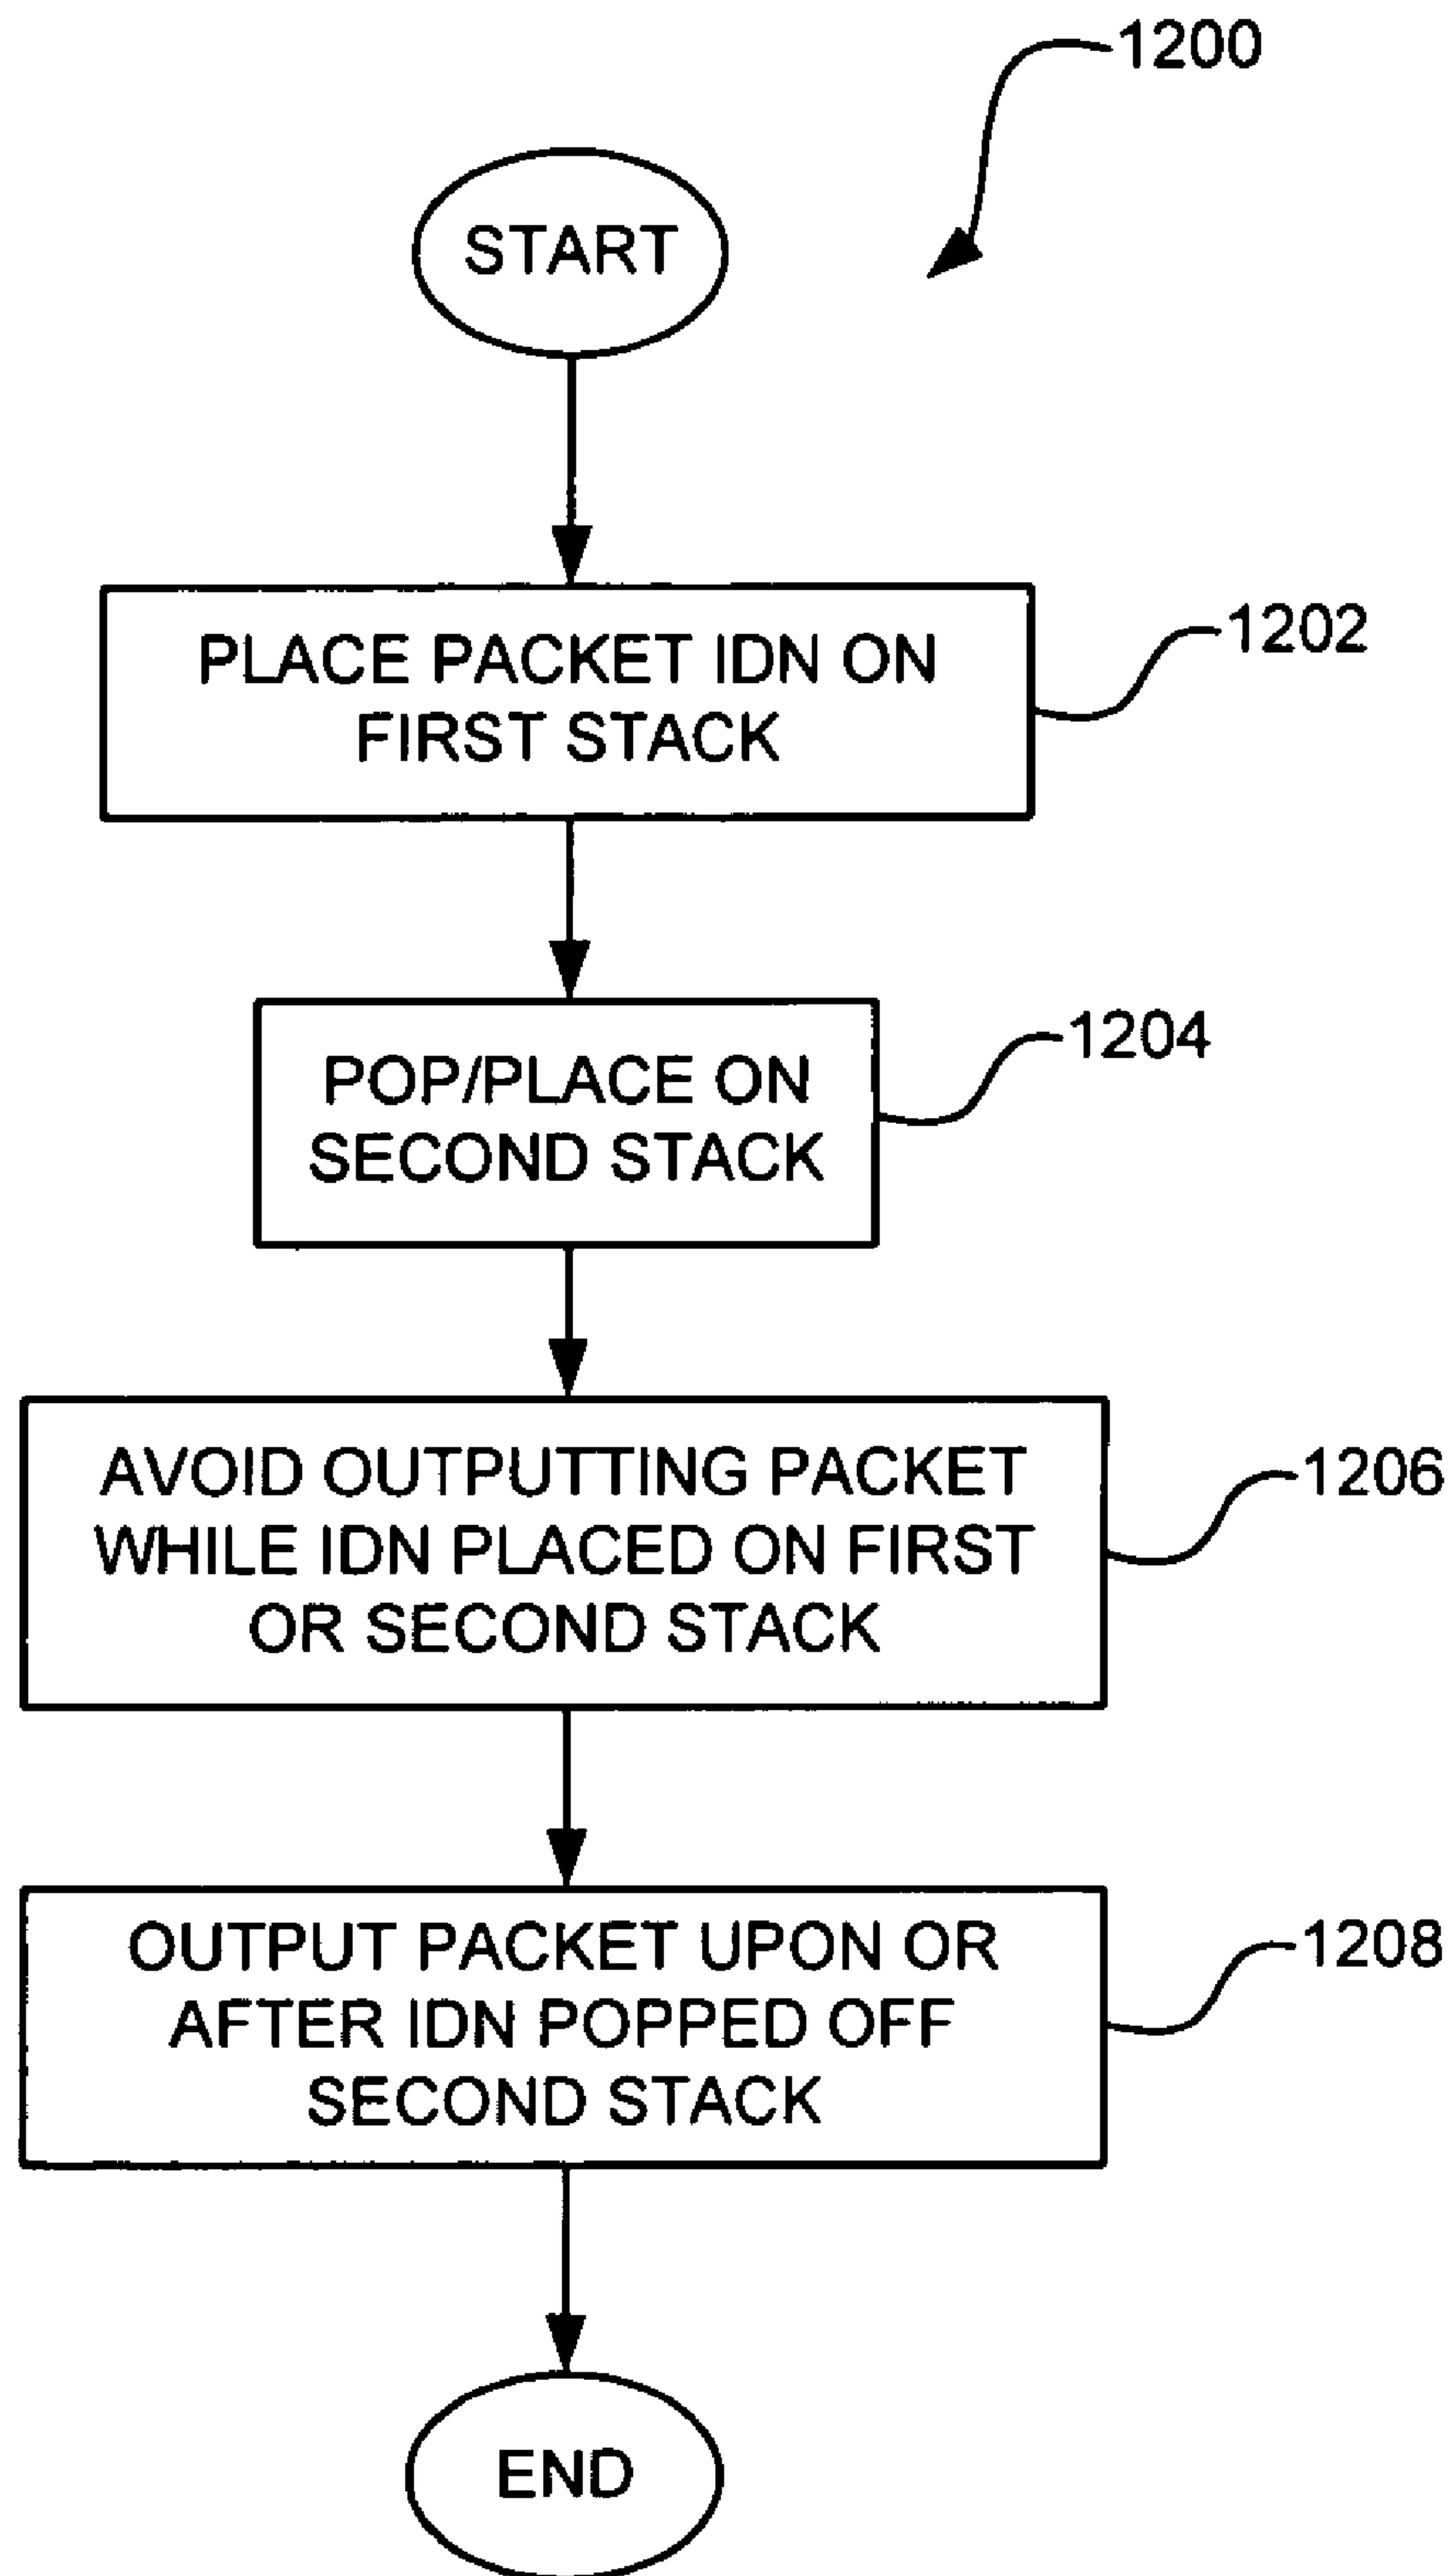 1200
START
PLACE PACKET IDN ON
FIRST STACK
1202
POP/PLACE ON
SECOND STACK
1204
AVOID OUTPUTTING PACKET
WHILE IDN PLACED ON FIRST
OR SECOND STACK
1206
OUTPUT PACKET UPON OR
AFTER IDN POPPED OFF
SECOND STACK
1208
END